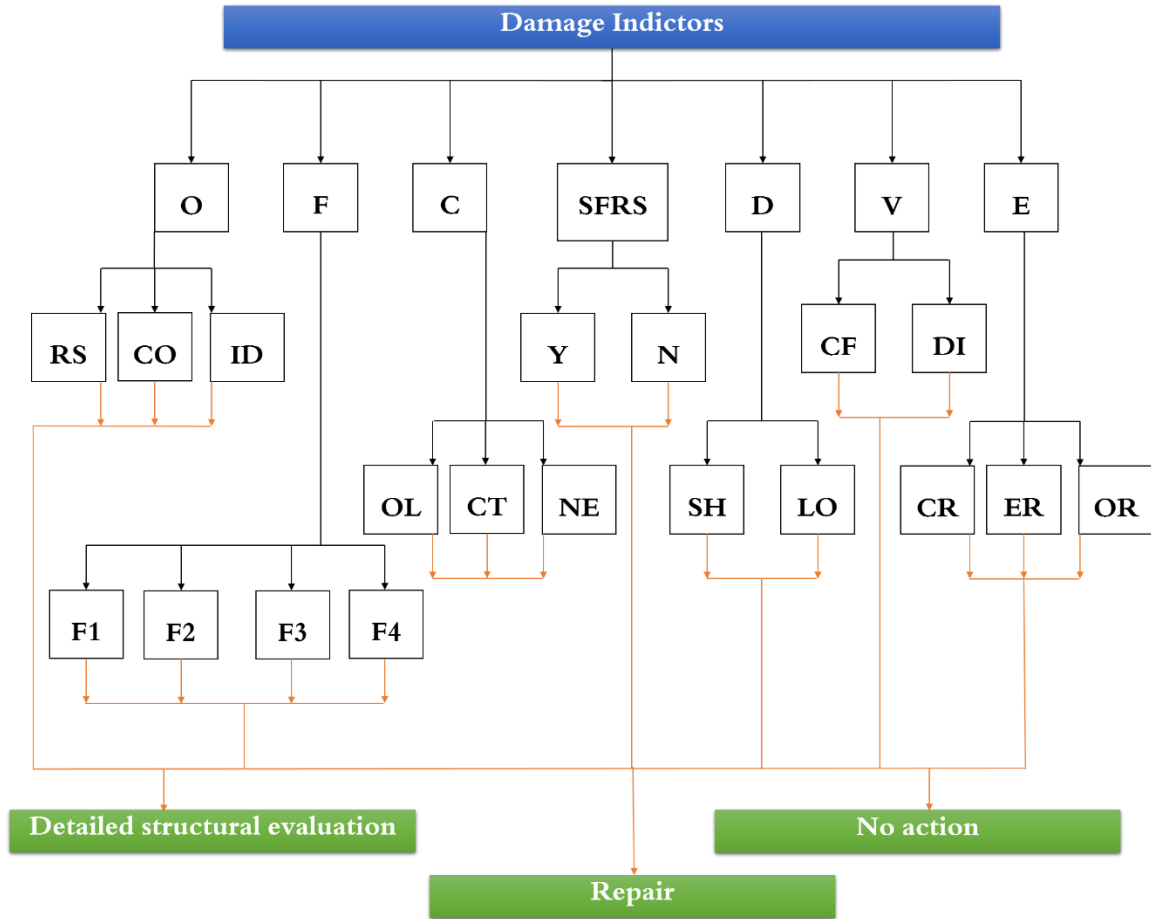 Damage Indictors
O
F
C
SFRS
D
V
E
RS
CO
ID
Y
N
CF
DI
OL
CT
NE
SH
LO
CR
ER
OR
F1
F2
F3
F4
Detailed structural evaluation
No action
Repair